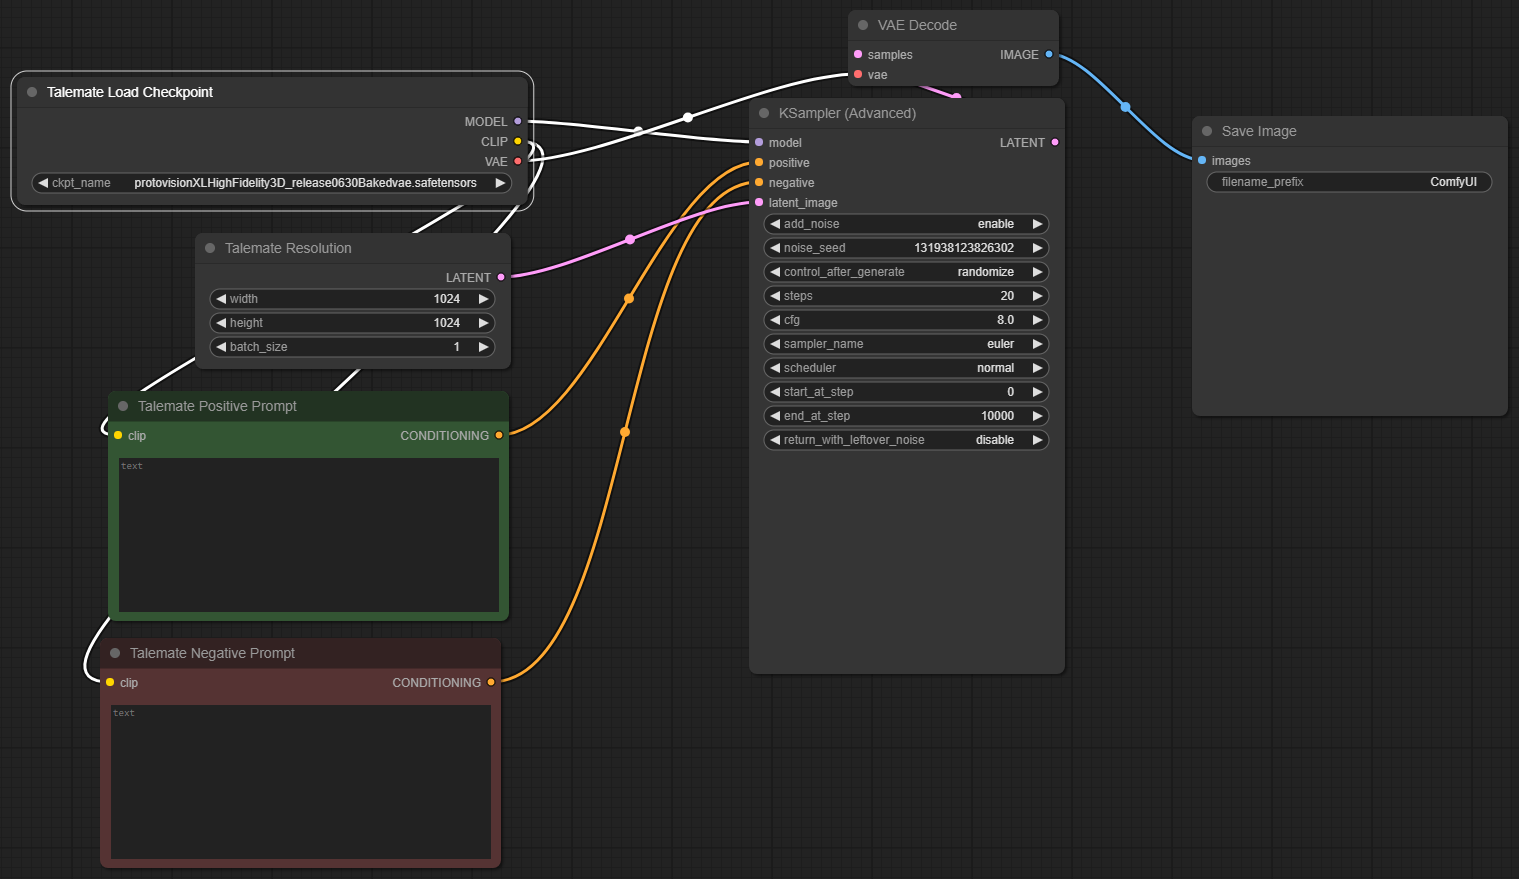 Talemate Load Checkpoint
MODEL
CLIP
VAE
ckpt_name protovisionXLHighFidelity3D_release0630Bakedvae.safetensors
Talemate Resolution
LATENT
width 1024
height 1024
batch_size 1
Talemate Positive Prompt
clip CONDITIONING
text
Talemate Negative Prompt
clip CONDITIONING
text
VAE Decode
samples IMAGE
vae
KSampler (Advanced)
model LATENT
positive
negative
latent_image
add_noise enable
noise_seed 131938123826302
control_after_generate randomize
steps 20
cfg 8.0
sampler_name euler
scheduler normal
start_at_step 0
end_at_step 10000
return_with_leftover_noise disable
Save Image
images
filename_prefix ComfyUI